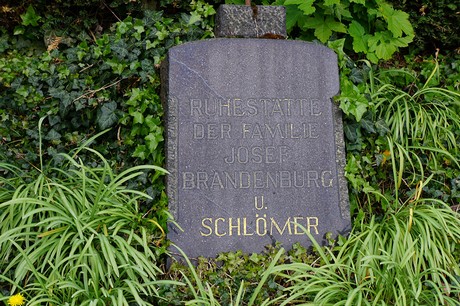 RUHESTÄTTE
DER FAMILIE
JOSEF
BRANDENBURG
U.
SCHLÖMER